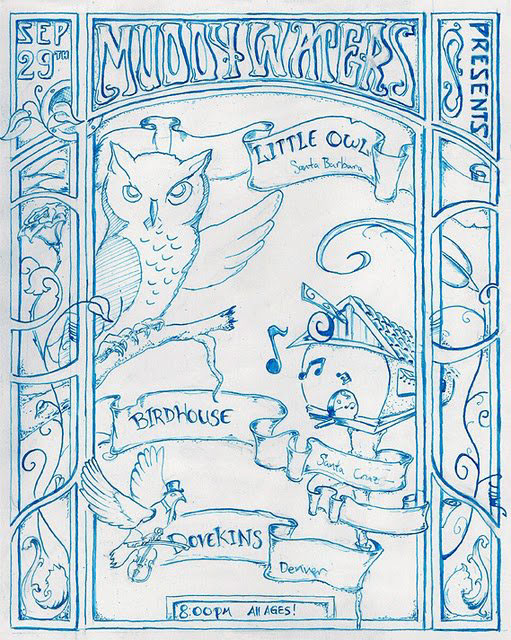 SEP
29TH
MUDDY WATERS
PRESENTS
LITTLE OWL
Santa Barbara
BIRDHOUSE
Santa Cruz
DOVEKINS
Denver
8:00PM All AGES!